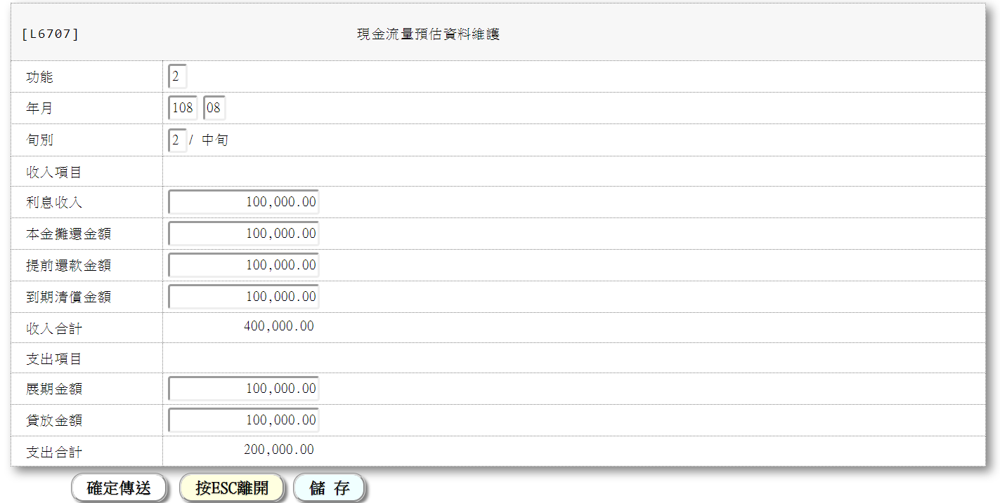 [L6707] 現金流量預估資料維護
功能 2
年月 108 08
旬別 2 / 中旬
收入項目
利息收入 100,000.00
本金攤還金額 100,000.00
提前還款金額 100,000.00
到期清償金額 100,000.00
收入合計 400,000.00
支出項目
展期金額 100,000.00
貸放金額 100,000.00
支出合計 200,000.00
確定傳送 按ESC離開 儲 存